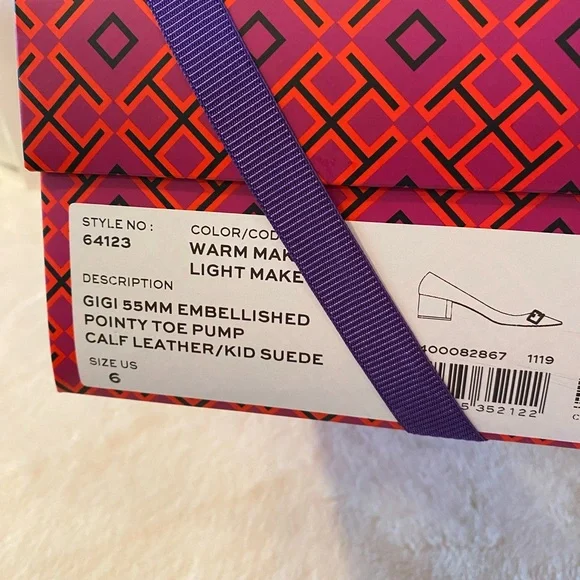 STYLE NO :
64123
COLOR/COD
WARM MAK
LIGHT MAKE
DESCRIPTION
GIGI 55MM EMBELLISHED
POINTY TOE PUMP
CALF LEATHER/KID SUEDE
SIZE US
6
400082867 1119
5 352122